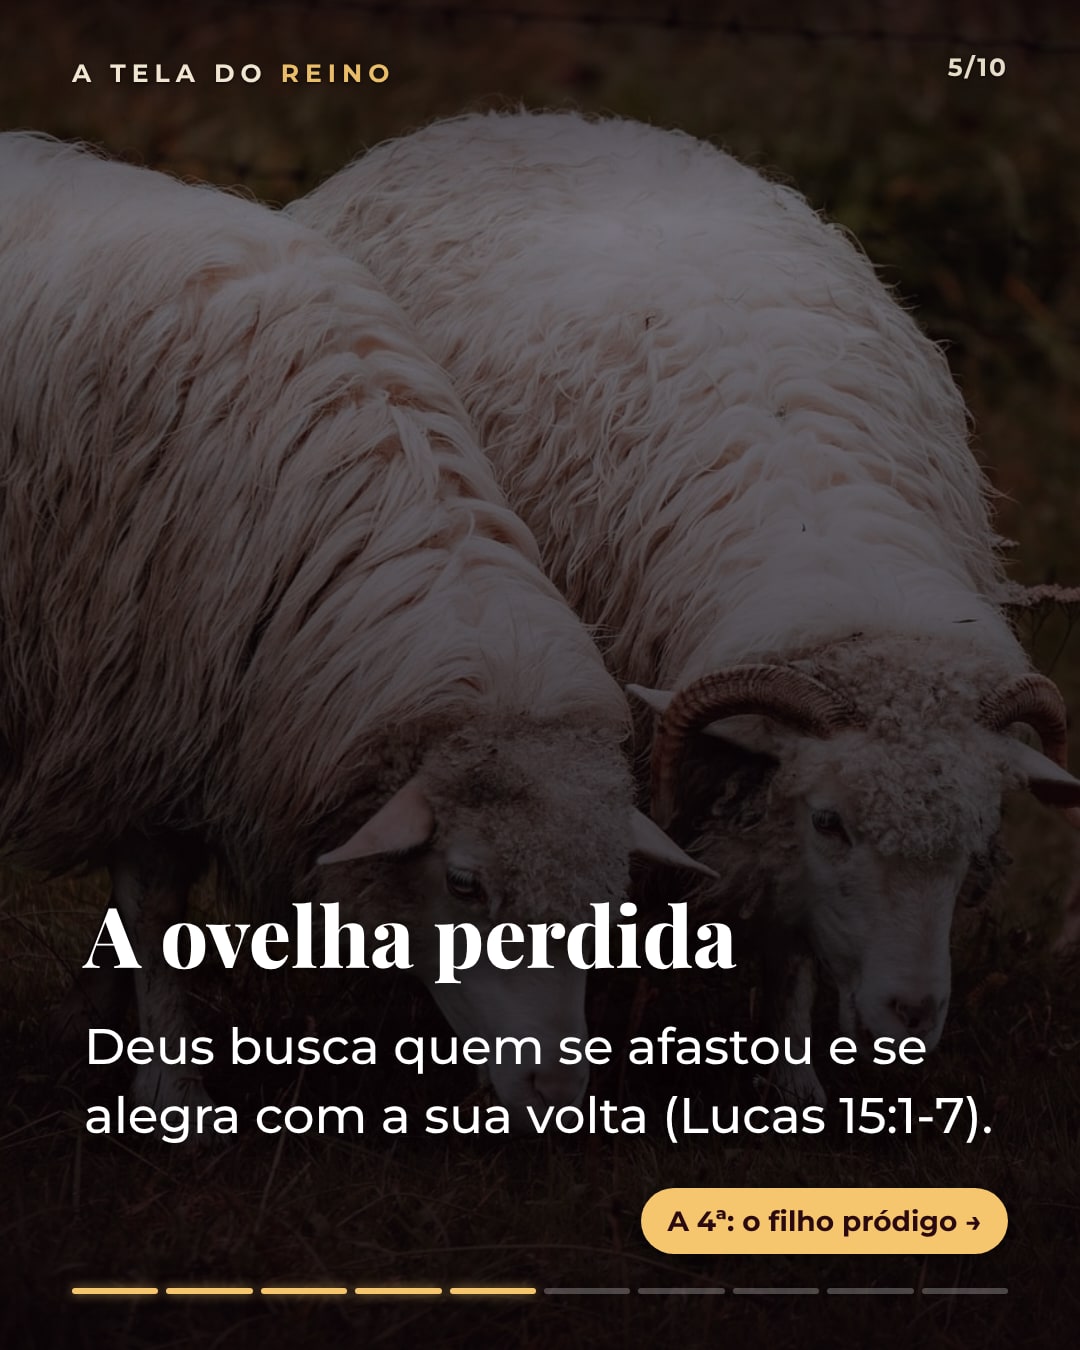 A TELA DO REINO
5/10
A ovelha perdida
Deus busca quem se afastou e se
alegra com a sua volta (Lucas 15:1-7).
A 4ª: o filho pródigo →